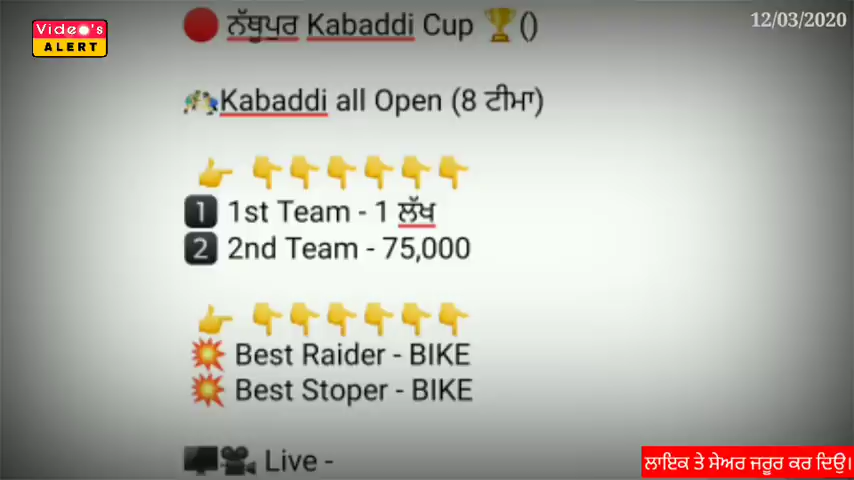 Video's
ALERT
12/03/2020
🔴 ਨੱਥੂਪੁਰ Kabaddi Cup 🏆()
🤼Kabaddi all Open (8 ਟੀਮਾ)
👉 👇👇👇👇👇👇
1️⃣ 1st Team - 1 ਲੱਖ
2️⃣ 2nd Team - 75,000
👉 👇👇👇👇👇👇
💥 Best Raider - BIKE
💥 Best Stoper - BIKE
🖥️🎥 Live -
ਲਾਇਕ ਤੇ ਸੇਅਰ ਜਰੂਰ ਕਰ ਦਿਉ।